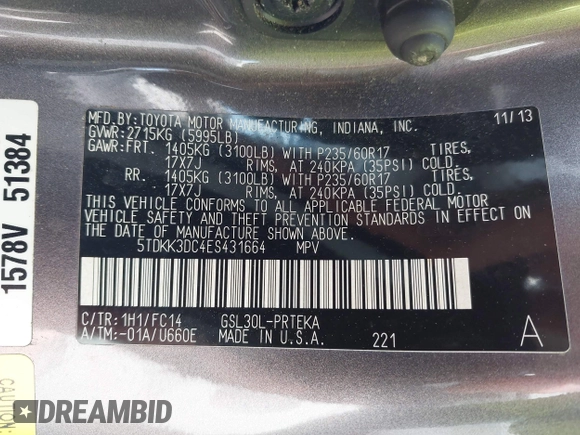 MFD.BY:TOYOTA MOTOR MANUFACTURING, INDIANA, INC. 11/13
GVWR:2715KG (5995LB)
GAWR:FRT. 1405KG (3100LB) WITH P235/60R17 TIRES,
17X7J RIMS, AT 240KPA (35PSI) COLD.
RR. 1405KG (3100LB) WITH P235/60R17 TIRES,
17X7J RIMS, AT 240KPA (35PSI) COLD.
THIS VEHICLE CONFORMS TO ALL APPLICABLE FEDERAL MOTOR
VEHICLE SAFETY AND THEFT PREVENTION STANDARDS IN EFFECT ON
THE DATE OF MANUFACTURE SHOWN ABOVE.
5TDKK3DC4ES431664 MPV
C/TR:1H1/FC14 GSL30L-PRTEKA
A/TM:-01A/U660E MADE IN U.S.A. 221 A
1578V 51384
CAUTION:
DREAMBID